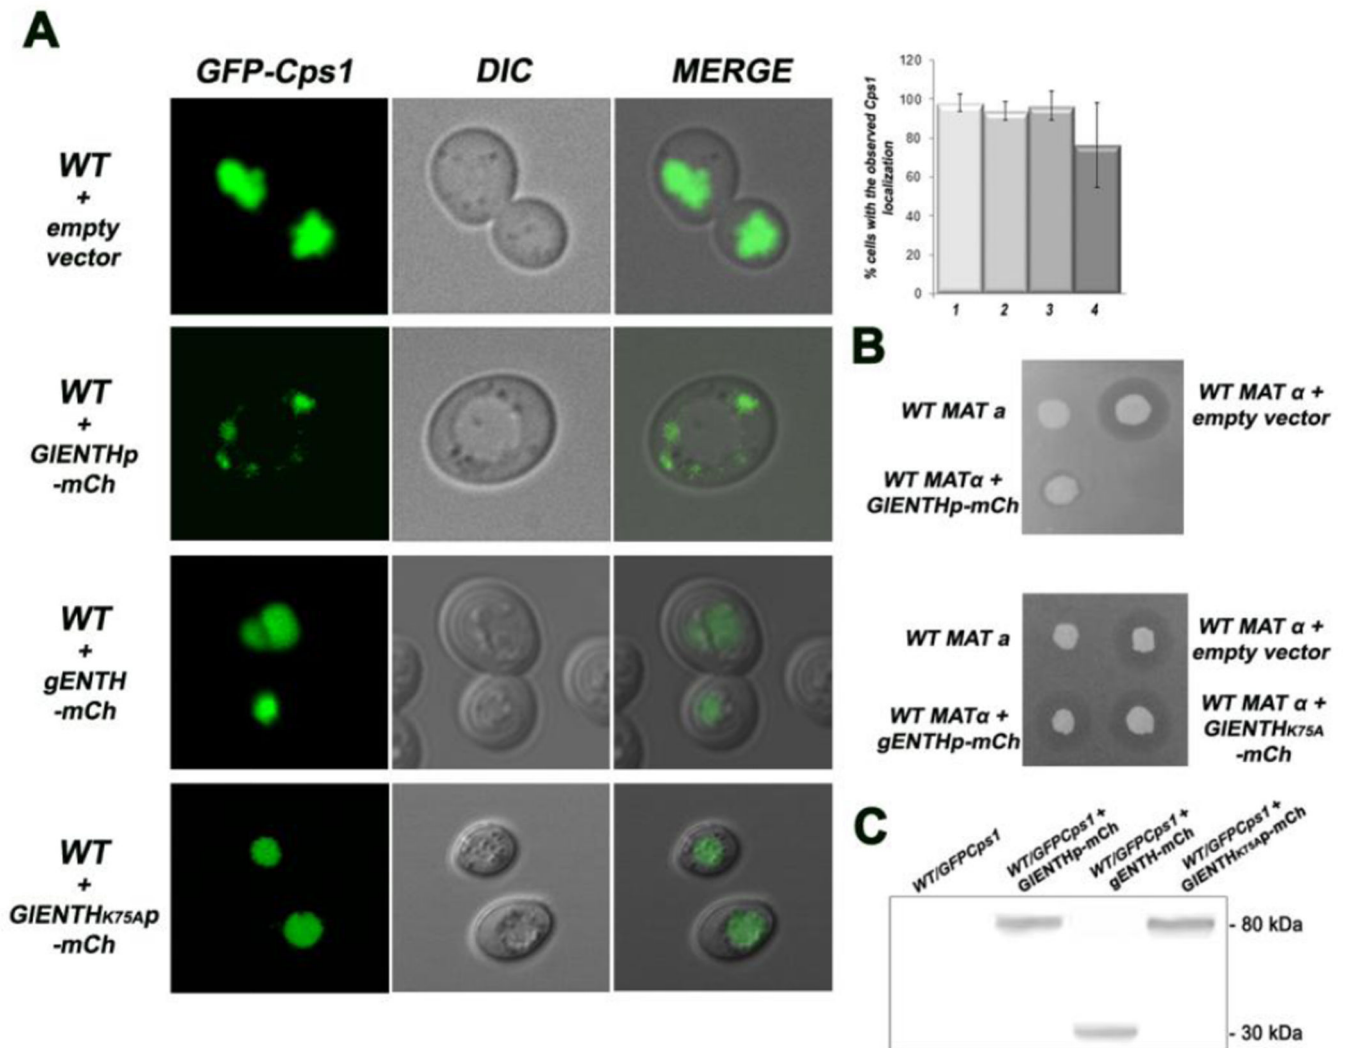 A
GFP-Cps1
DIC
MERGE
WT
+
empty
vector
WT
+
GlENTHp
-mCh
WT
+
gENTH
-mCh
WT
+
GlENTHK75Ap
-mCh
% cells with the observed Cps1
localization
120
100
80
60
40
20
0
1
2
3
4
B
WT MAT a
WT MAT α +
empty vector
WT MATα +
GlENTHp-mCh
WT MAT a
WT MAT α +
empty vector
WT MATα +
gENTHp-mCh
WT MAT α +
GlENTHK75A
-mCh
C
WT/GFPCps1
WT/GFPCps1 +
GlENTHp-mCh
WT/GFPCps1 +
gENTH-mCh
WT/GFPCps1 +
GlENTHK75Ap-mCh
- 80 kDa
- 30 kDa